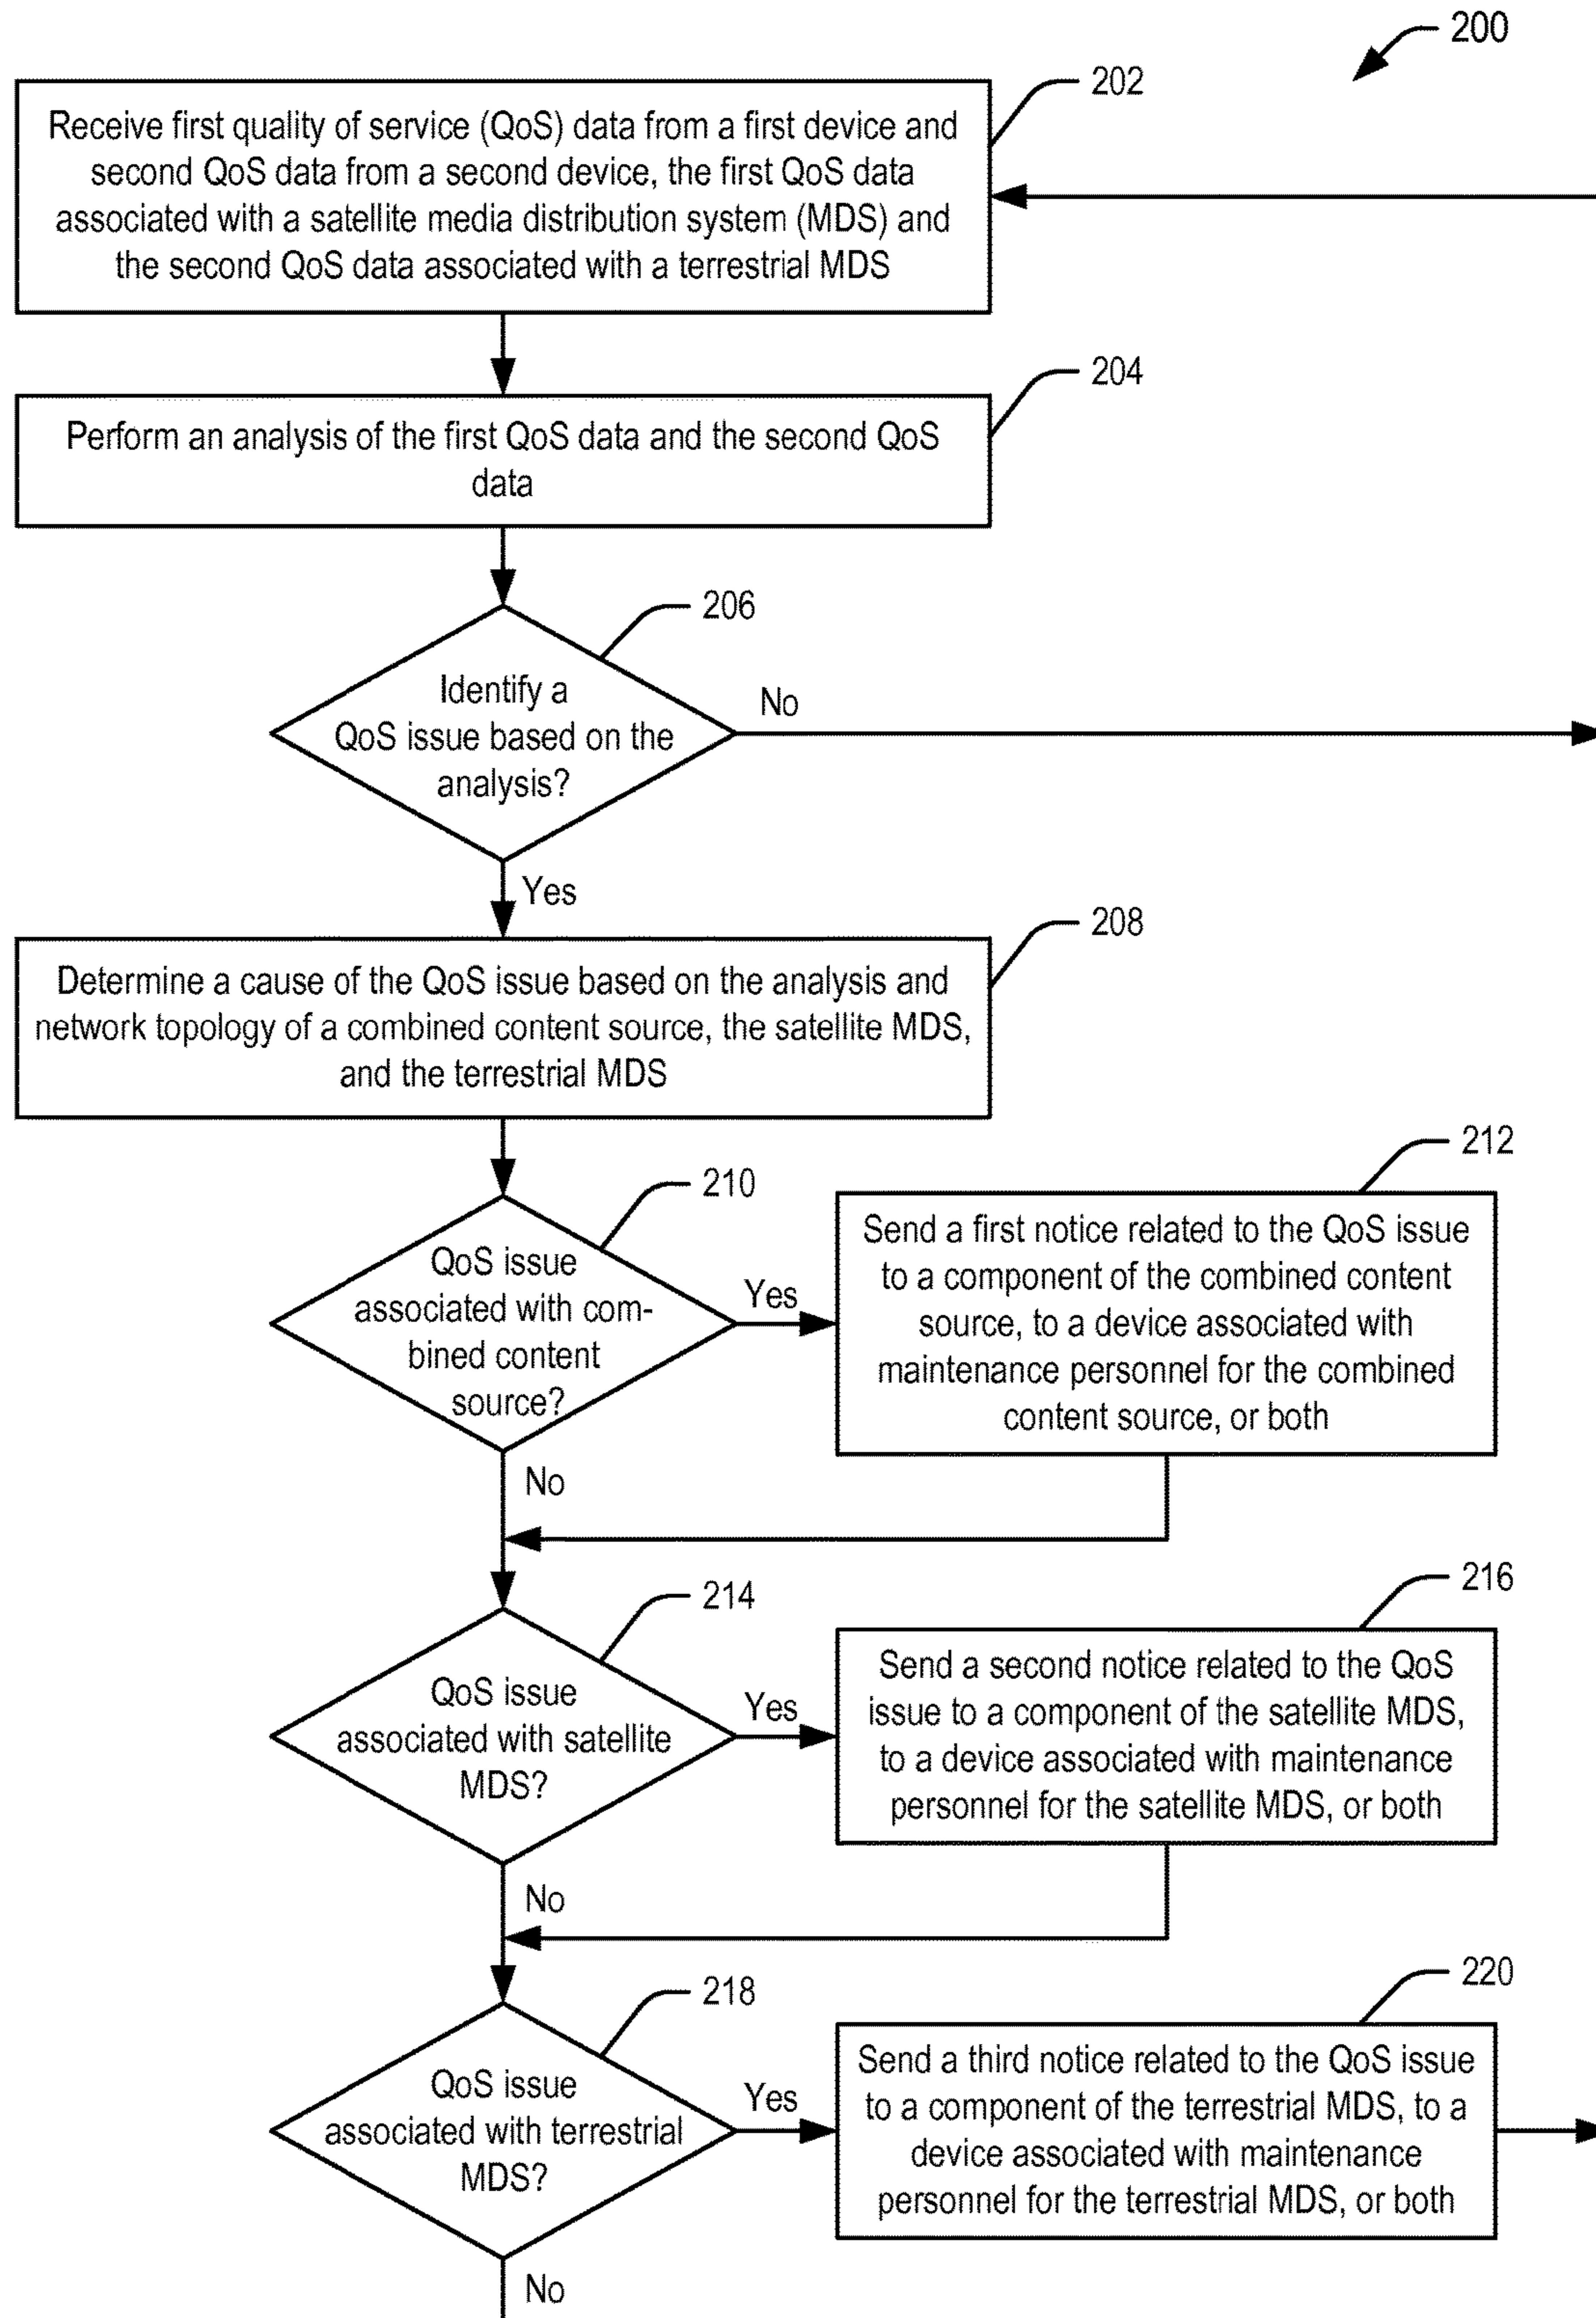 200
202
Receive first quality of service (QoS) data from a first device and
second QoS data from a second device, the first QoS data
associated with a satellite media distribution system (MDS) and
the second QoS data associated with a terrestrial MDS
204
Perform an analysis of the first QoS data and the second QoS
data
206
Identify a
QoS issue based on the
analysis?
No
Yes
208
Determine a cause of the QoS issue based on the analysis and
network topology of a combined content source, the satellite MDS,
and the terrestrial MDS
210
QoS issue
associated with com-
bined content
source?
Yes
212
Send a first notice related to the QoS issue
to a component of the combined content
source, to a device associated with
maintenance personnel for the combined
content source, or both
No
214
QoS issue
associated with satellite
MDS?
Yes
216
Send a second notice related to the QoS
issue to a component of the satellite MDS,
to a device associated with maintenance
personnel for the satellite MDS, or both
No
218
QoS issue
associated with terrestrial
MDS?
Yes
220
Send a third notice related to the QoS issue
to a component of the terrestrial MDS, to a
device associated with maintenance
personnel for the terrestrial MDS, or both
No